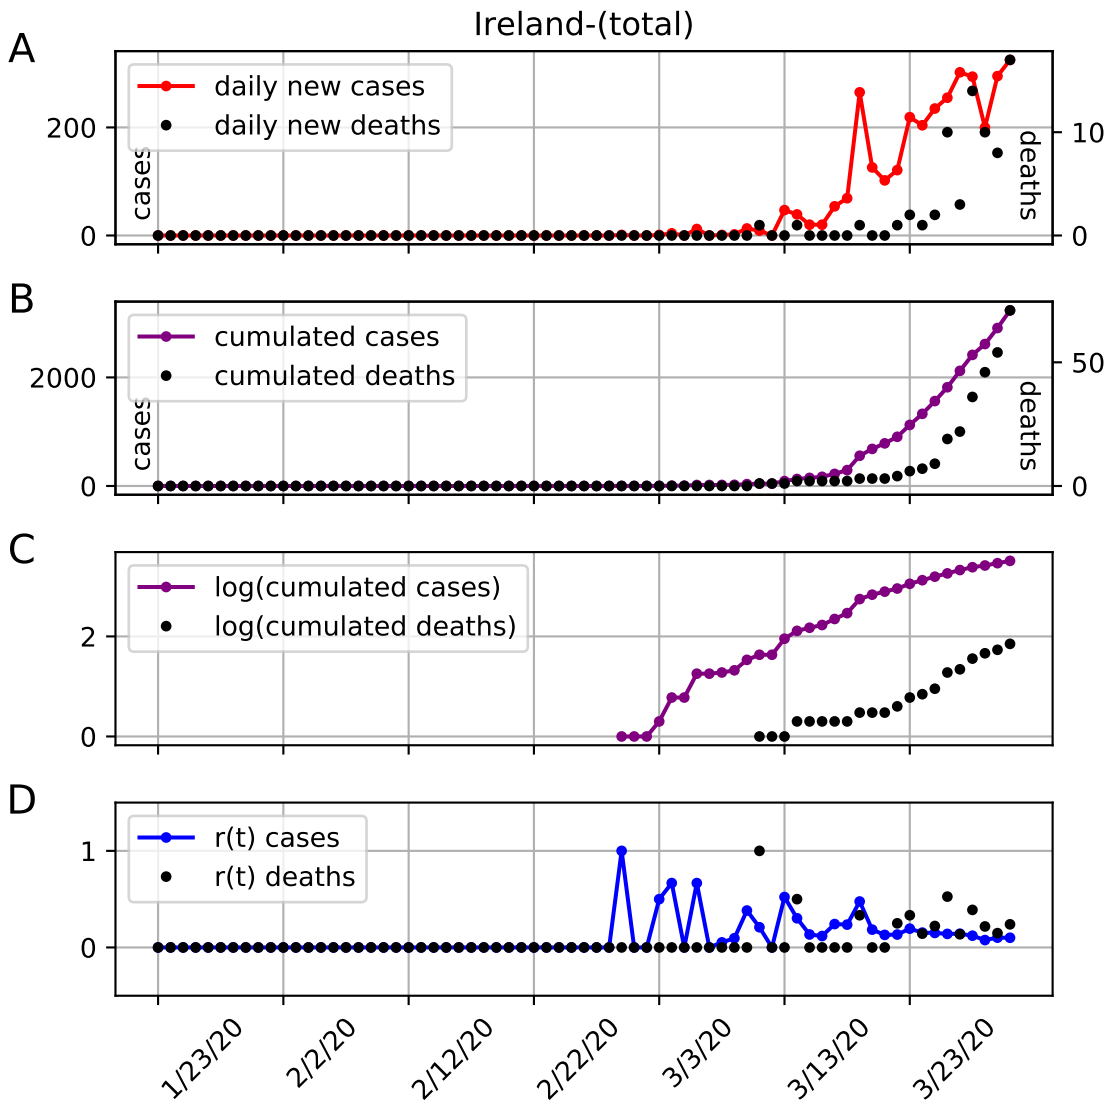 Ireland-(total)
A
daily new cases
daily new deaths
200
0
cases
10
0
deaths
B
cumulated cases
cumulated deaths
2000
0
cases
50
0
deaths
C
log(cumulated cases)
log(cumulated deaths)
2
0
D
r(t) cases
r(t) deaths
1
0
1/23/20
2/2/20
2/12/20
2/22/20
3/3/20
3/13/20
3/23/20